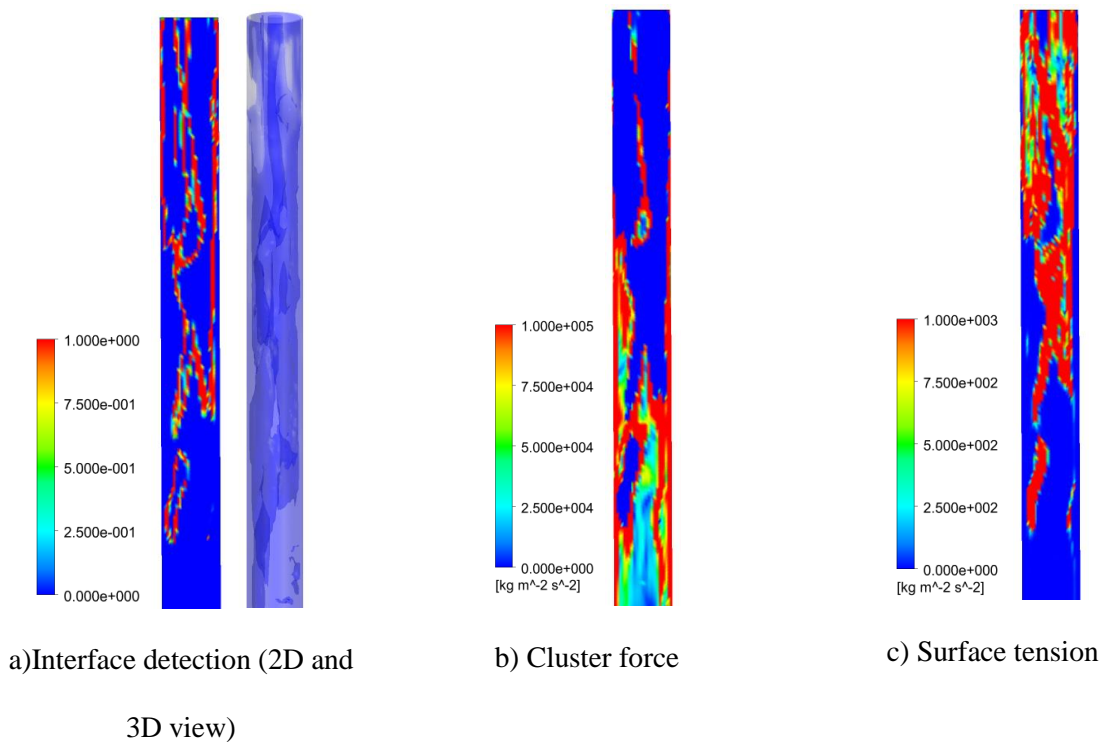 1.000e+000
7.500e-001
5.000e-001
2.500e-001
0.000e+000
1.000e+005
7.500e+004
5.000e+004
2.500e+004
0.000e+000
[kg m^-2 s^-2]
1.000e+003
7.500e+002
5.000e+002
2.500e+002
0.000e+000
[kg m^-2 s^-2]
a)Interface detection (2D and
3D view)
b) Cluster force
c) Surface tension